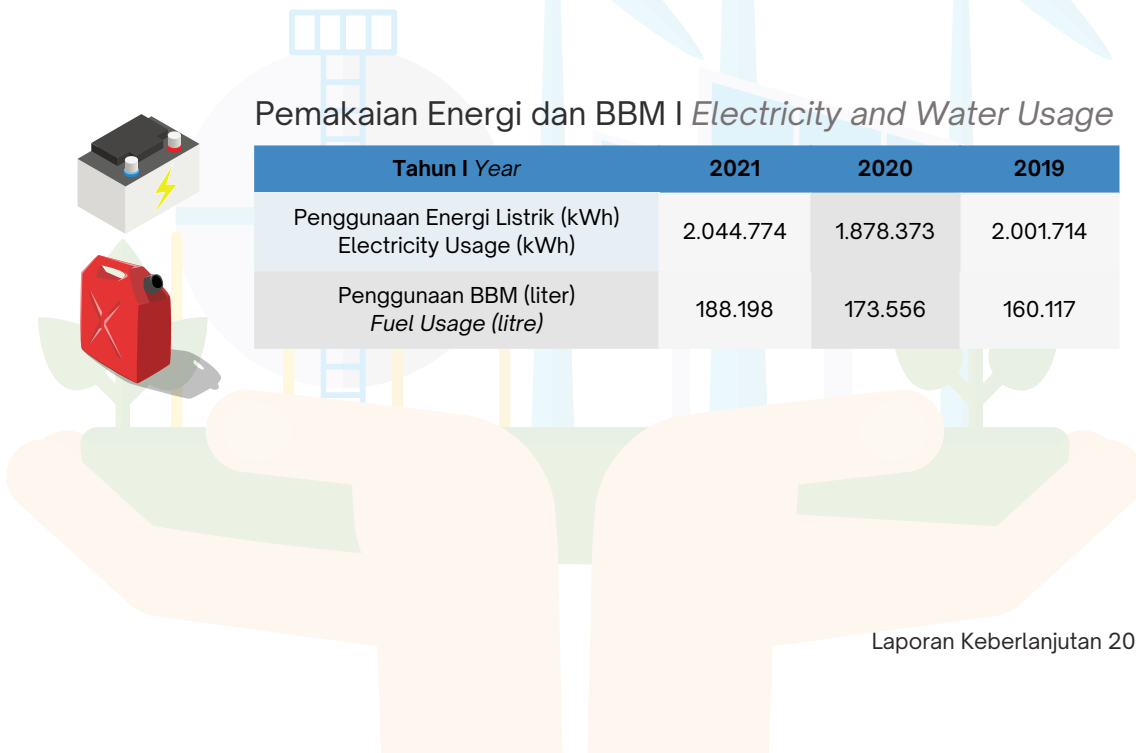 Pemakaian Energi dan BBM I Electricity and Water Usage
Tahun I Year 2021 2020 2019
Penggunaan Energi Listrik (kWh)
Electricity Usage (kWh)
2.044.774 1.878.373 2.001.714
Penggunaan BBM (liter)
Fuel Usage (litre)
188.198 173.556 160.117
Laporan Keberlanjutan 20